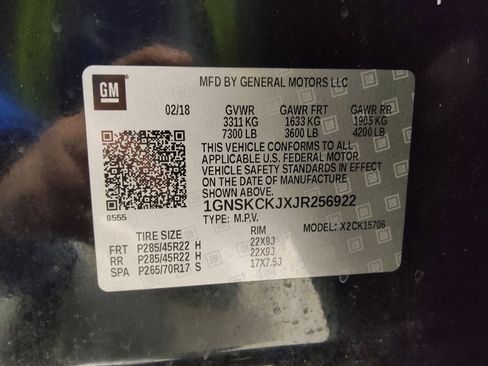 GM
MFD BY GENERAL MOTORS LLC
02/18 GVWR GAWR FRT GAWR RR
3311 KG 1633 KG 1905 KG
7300 LB 3600 LB 4200 LB
THIS VEHICLE CONFORMS TO ALL
APPLICABLE U.S. FEDERAL MOTOR
VEHICLE SAFETY STANDARDS IN EFFECT
ON THE DATE OF MANUFACTURE
SHOWN ABOVE.
1GNSKCKJXJR256922
8555
TYPE: M.P.V. MODEL: X2CK15706
TIRE SIZE RIM
FRT P285/45R22 H 22X9J
RR P285/45R22 H 22X9J
SPA P265/70R17 S 17X7.5J